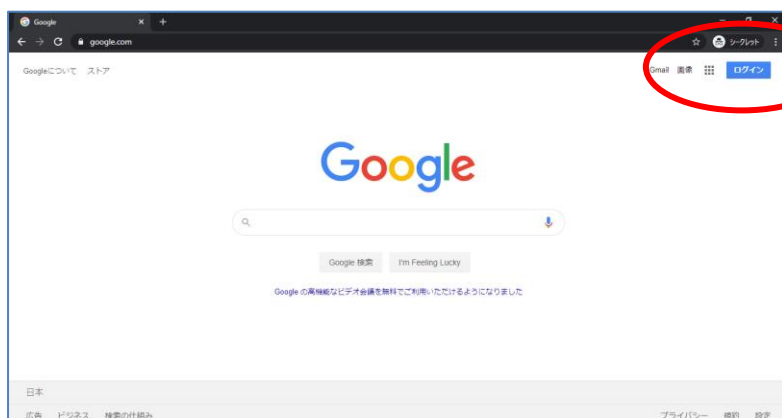 Google
google.com
シークレット
Googleについて ストア
Gmail 画像
ログイン
Google
Google 検索 I'm Feeling Lucky
Google の高機能なビデオ会議を無料でご利用いただけるようになりました
日本
広告 ビジネス 検索の仕組み
プライバシー 規約 設定